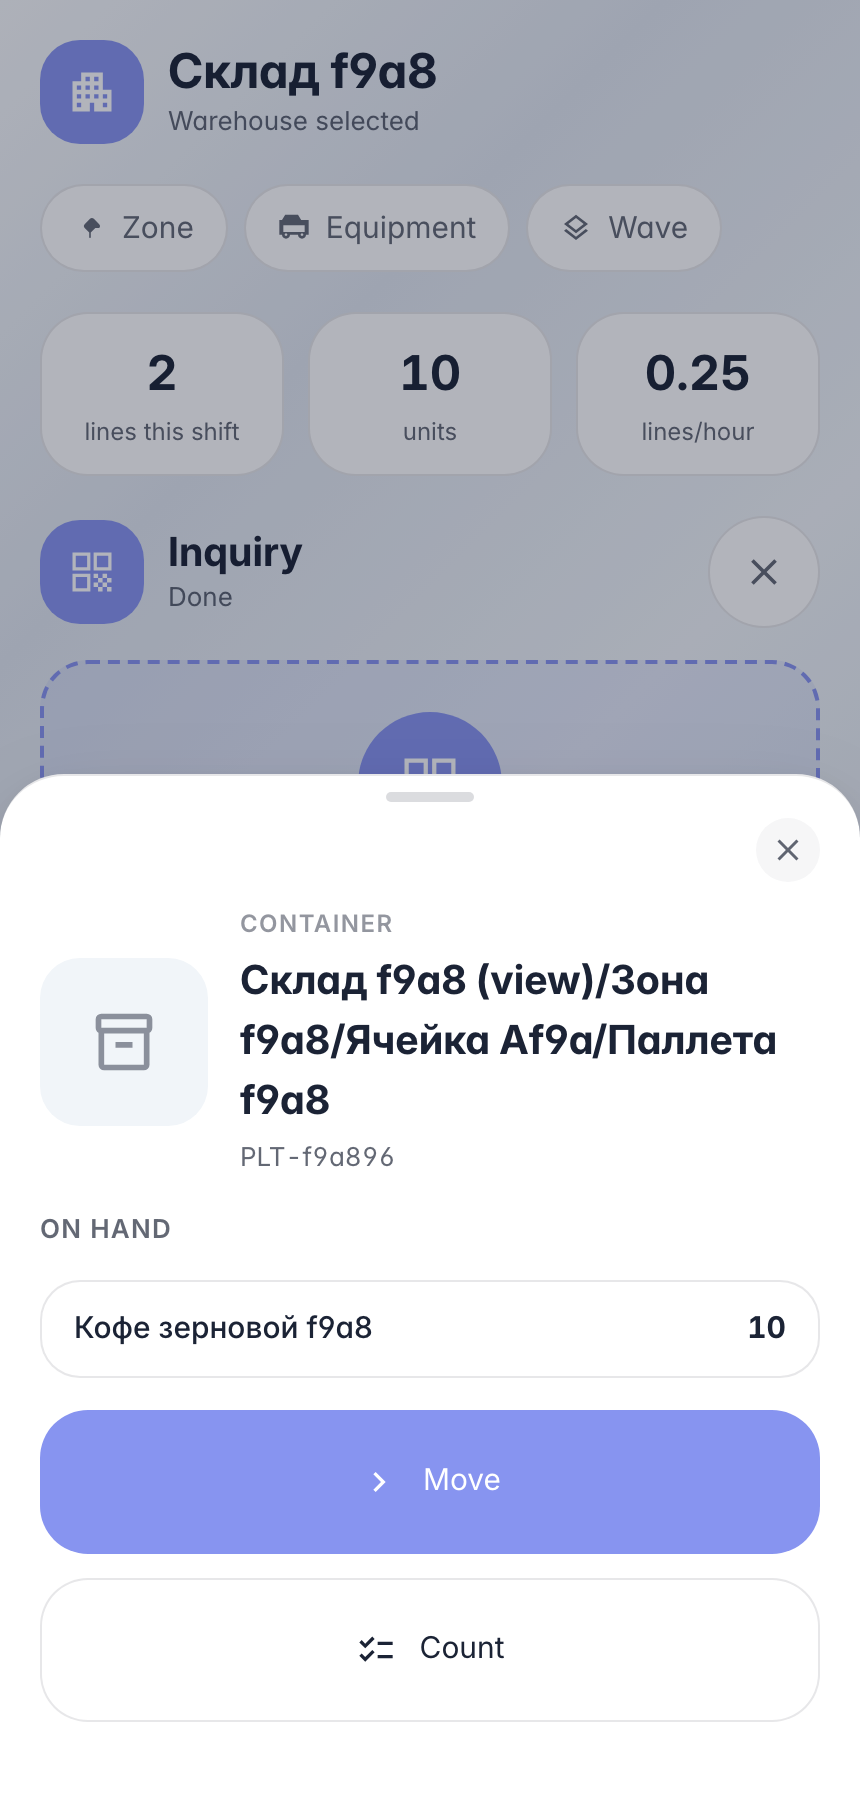 Склад f9a8
Warehouse selected
Zone
Equipment
Wave
2
lines this shift
10
units
0.25
lines/hour
Inquiry
Done
CONTAINER
Склад f9a8 (view)/Зона
f9a8/Ячейка Af9a/Паллета
f9a8
PLT-f9a896
ON HAND
Кофе зерновой f9a8 10
Move
Count